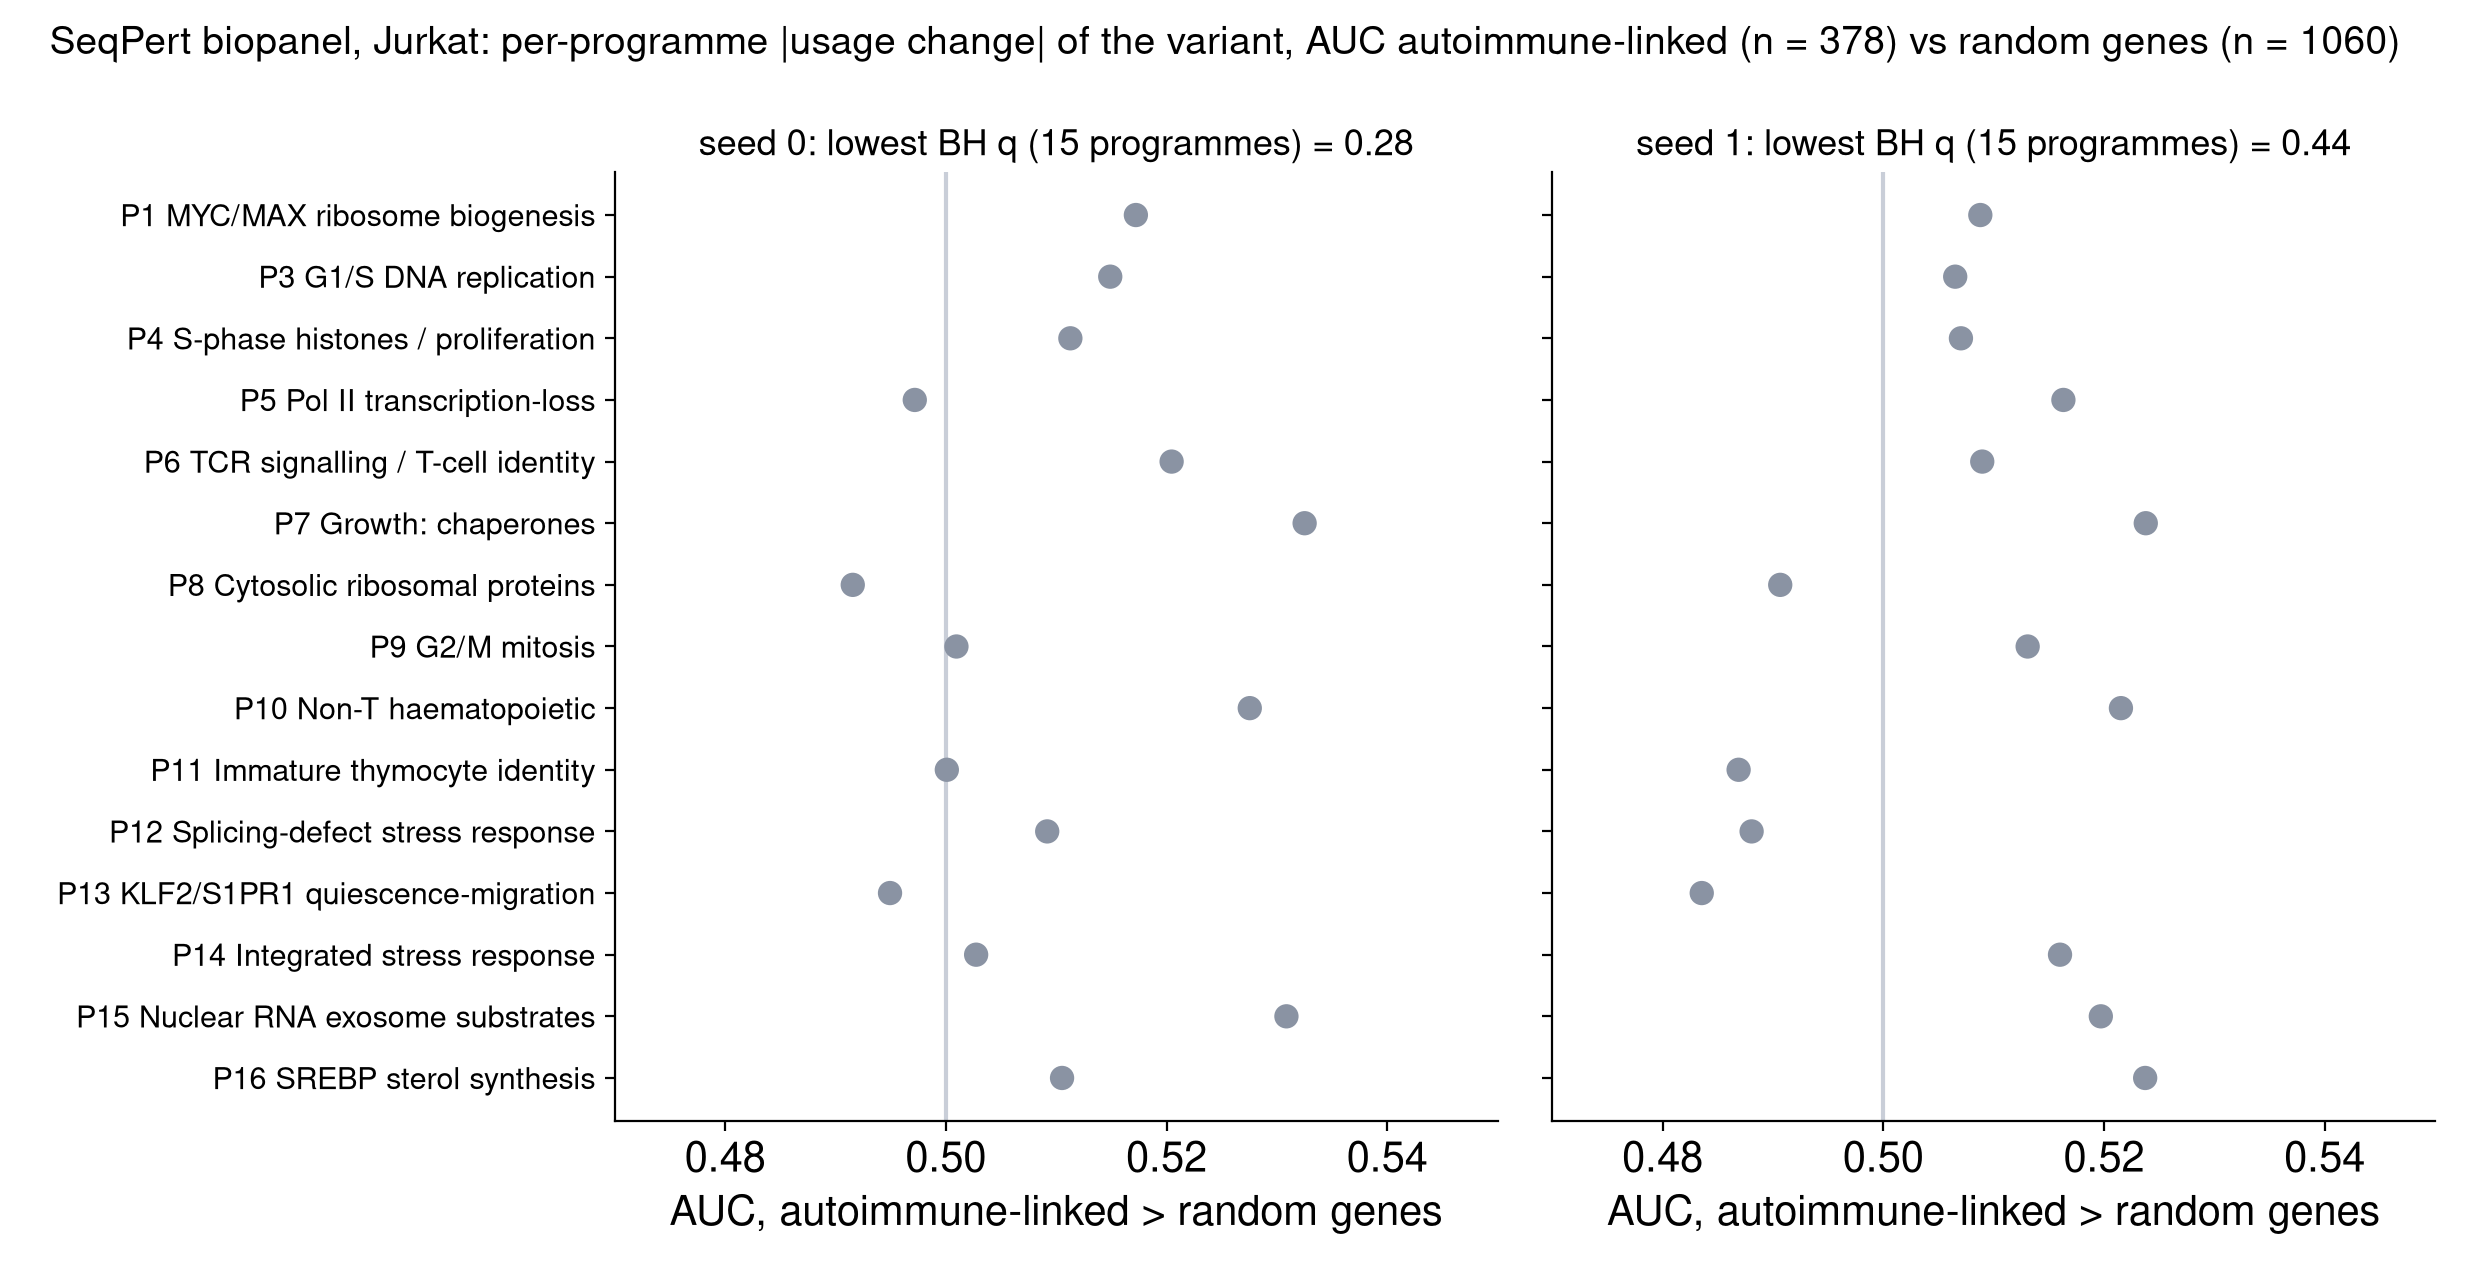 SeqPert biopanel, Jurkat: per-programme |usage change| of the variant, AUC autoimmune-linked (n = 378) vs random genes (n = 1060)
seed 0: lowest BH q (15 programmes) = 0.28
seed 1: lowest BH q (15 programmes) = 0.44
P1 MYC/MAX ribosome biogenesis
P3 G1/S DNA replication
P4 S-phase histones / proliferation
P5 Pol II transcription-loss
P6 TCR signalling / T-cell identity
P7 Growth: chaperones
P8 Cytosolic ribosomal proteins
P9 G2/M mitosis
P10 Non-T haematopoietic
P11 Immature thymocyte identity
P12 Splicing-defect stress response
P13 KLF2/S1PR1 quiescence-migration
P14 Integrated stress response
P15 Nuclear RNA exosome substrates
P16 SREBP sterol synthesis
0.48 0.50 0.52 0.54
0.48 0.50 0.52 0.54
AUC, autoimmune-linked > random genes
AUC, autoimmune-linked > random genes